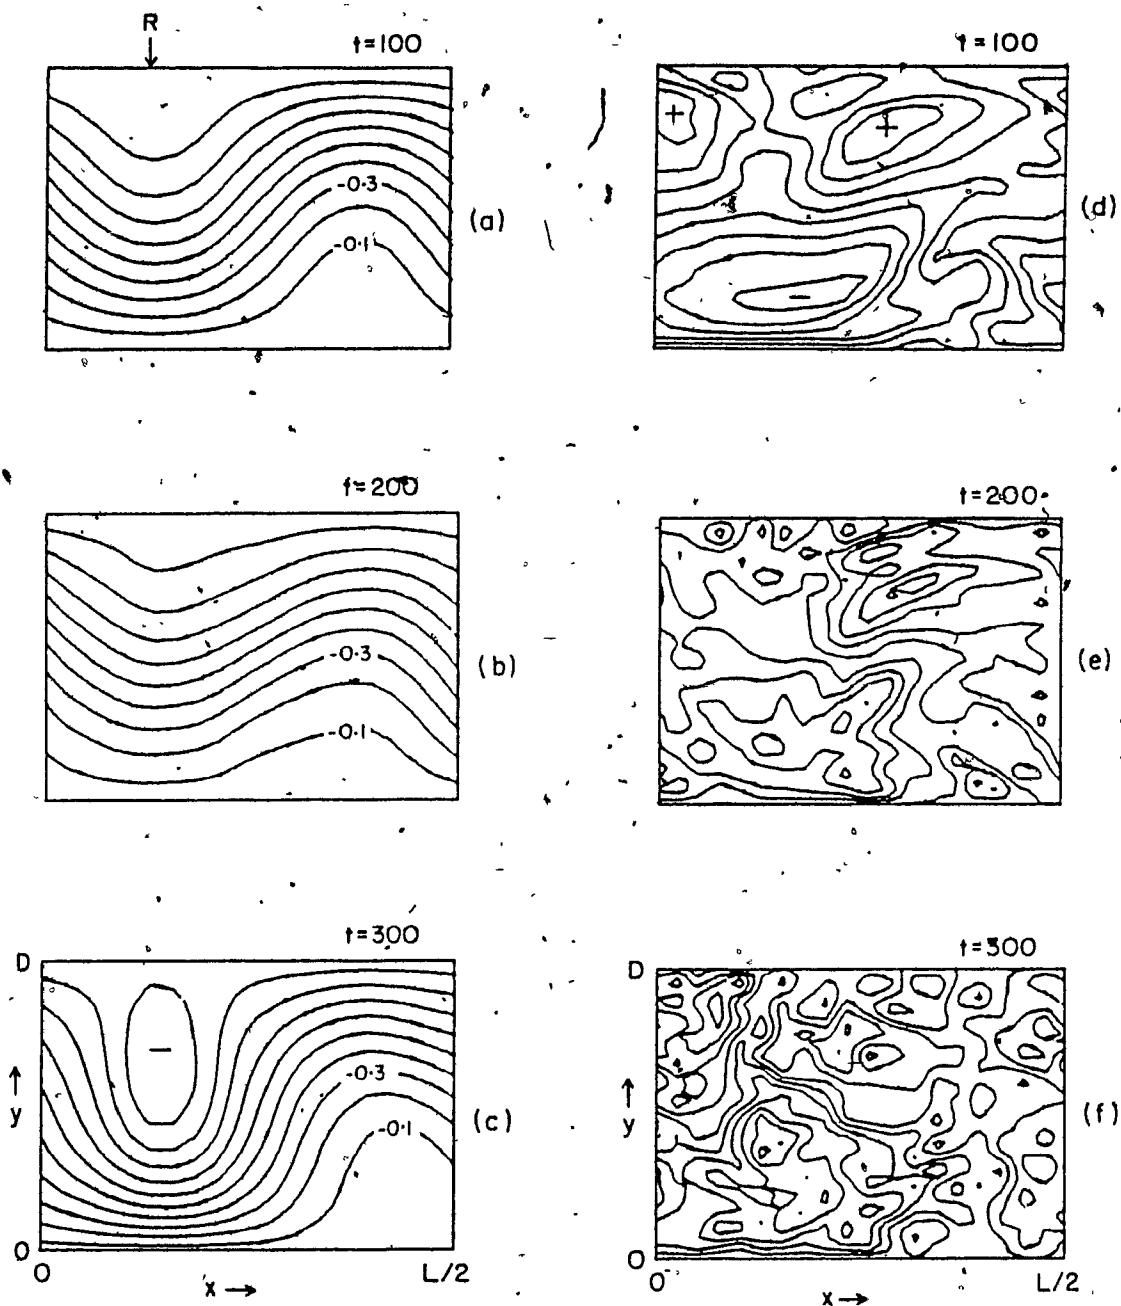 R
t=100
-0.3
-0.1
(a)
t=100
+
+
-
(d)
t=200
-0.3
-0.1
(b)
t=200
(e)
t=300
D
-
-0.3
-0.1
↑
y
(c)
0
0
x →
L/2
t=300
D
↑
y
(f)
0
0
x →
L/2